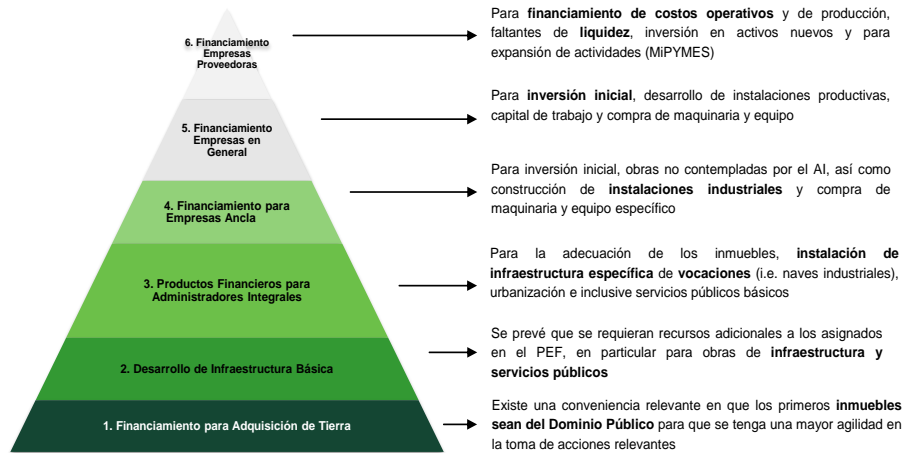 6. Financiamiento
Empresas
Proveedoras
Para financiamiento de costos operativos y de producción,
faltantes de liquidez, inversión en activos nuevos y para
expansión de actividades (MiPYMES)
5. Financiamiento
Empresas en
General
Para inversión inicial, desarrollo de instalaciones productivas,
capital de trabajo y compra de maquinaria y equipo
4. Financiamiento para
Empresas Ancla
Para inversión inicial, obras no contempladas por el AI, así como
construcción de instalaciones industriales y compra de
maquinaria y equipo específico
3. Productos Financieros para
Administradores Integrales
Para la adecuación de los inmuebles, instalación de
infraestructura específica de vocaciones (i.e. naves industriales),
urbanización e inclusive servicios públicos básicos
2. Desarrollo de Infraestructura Básica
Se prevé que se requieran recursos adicionales a los asignados
en el PEF, en particular para obras de infraestructura y
servicios públicos
1. Financiamiento para Adquisición de Tierra
Existe una conveniencia relevante en que los primeros inmuebles
sean del Dominio Público para que se tenga una mayor agilidad en
la toma de acciones relevantes